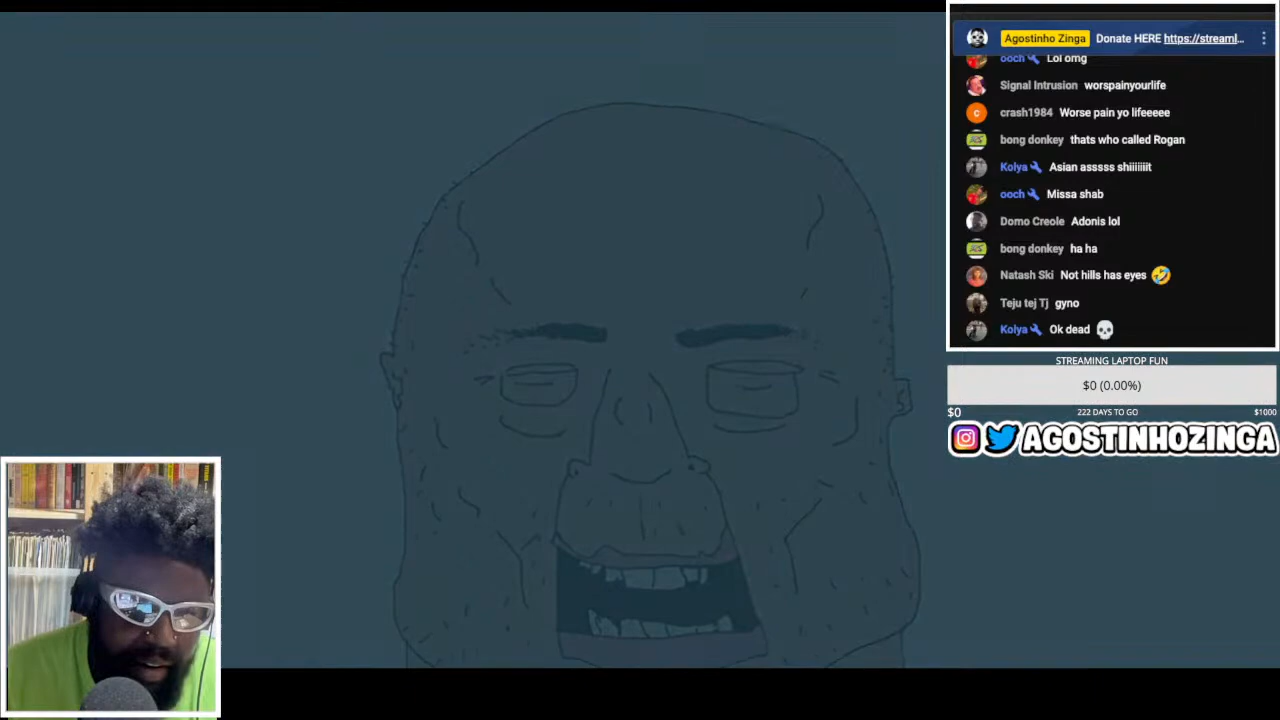 Agostinho Zinga Donate HERE https://streaml...
ooch Lol omg
Signal Intrusion worspainyourlife
crash1984 Worse pain yo lifeeeee
bong donkey thats who called Rogan
Kolya Asian asssss shiiiiiiit
ooch Missa shab
Domo Creole Adonis lol
bong donkey ha ha
Natash Ski Not hills has eyes 🤣
Teju tej Tj gyno
Kolya Ok dead 💀
STREAMING LAPTOP FUN
$0 (0.00%)
$0 222 DAYS TO GO $1000
AGOSTINHOZINGA